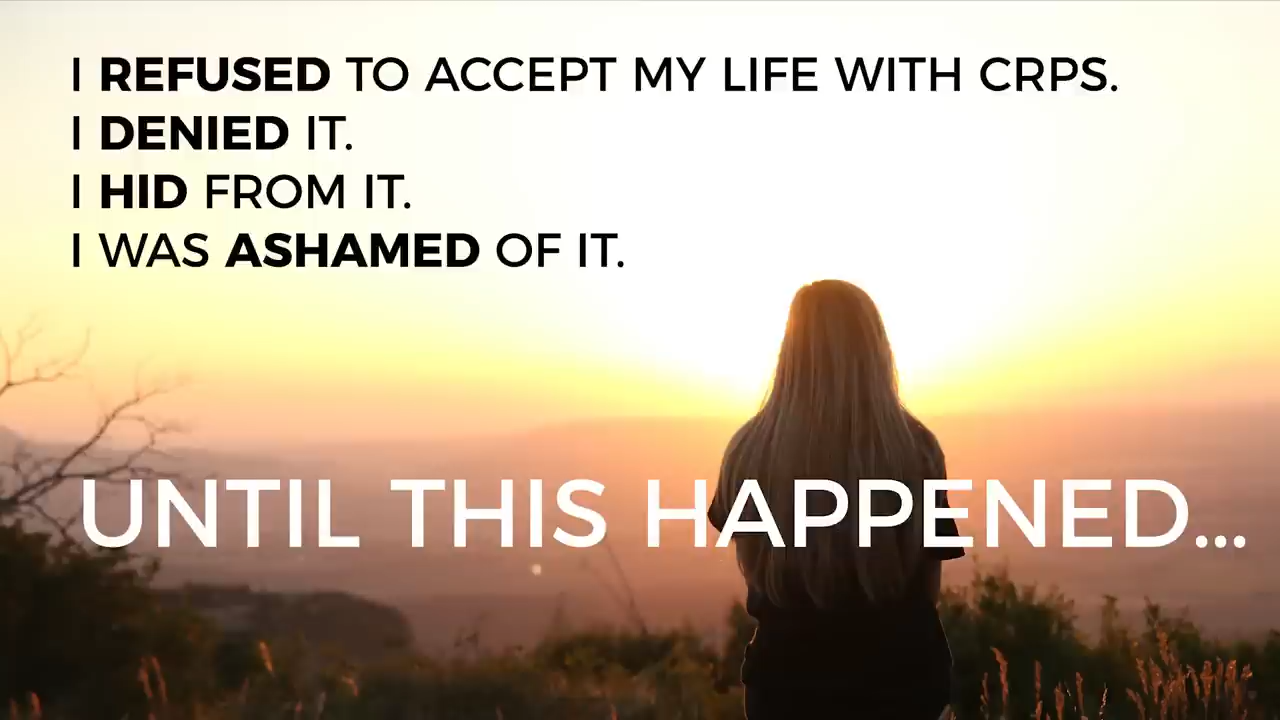 I REFUSED TO ACCEPT MY LIFE WITH CRPS.
I DENIED IT.
I HID FROM IT.
I WAS ASHAMED OF IT.
UNTIL THIS HAPPENED...